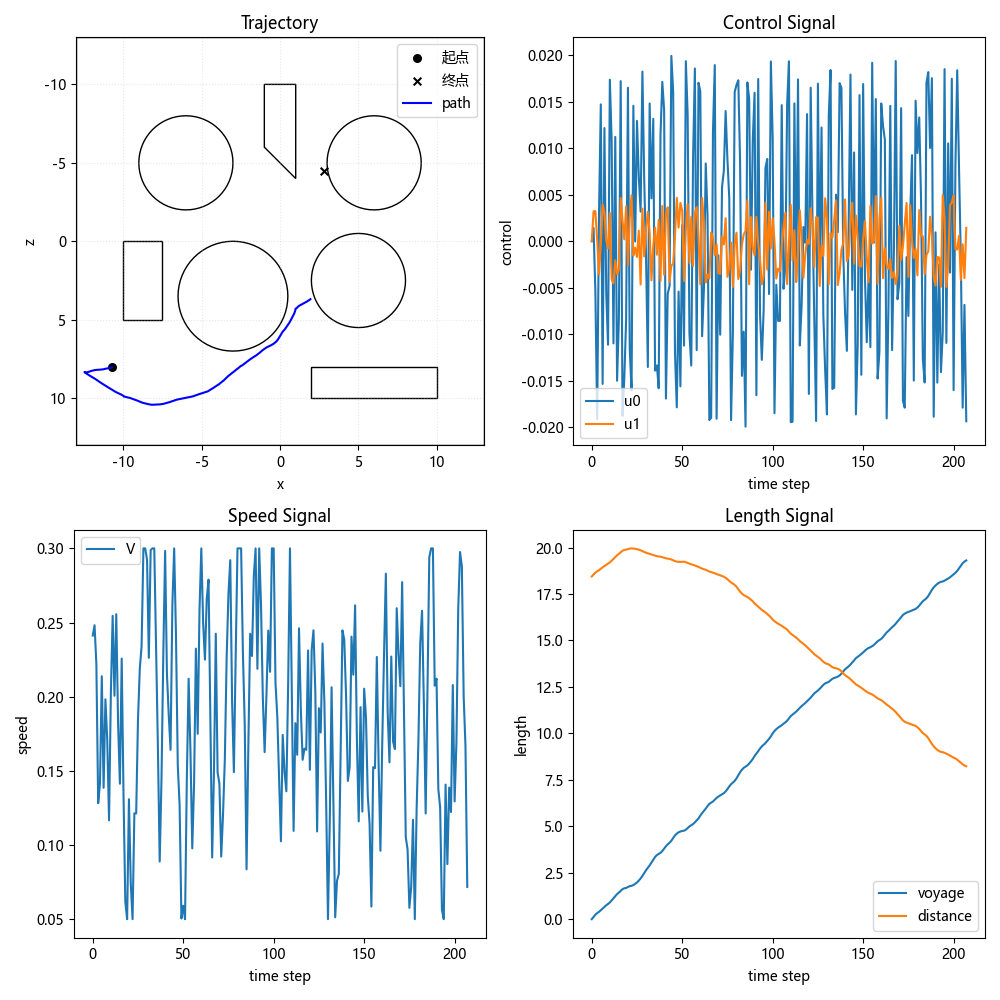 Trajectory
-10
-5
0
5
10
z
-10
-5
0
5
10
x
起点
终点
path
Control Signal
0.020
0.015
0.010
0.005
0.000
-0.005
-0.010
-0.015
-0.020
control
0
50
100
150
200
time step
u0
u1
Speed Signal
0.30
0.25
0.20
0.15
0.10
0.05
speed
0
50
100
150
200
time step
V
Length Signal
20.0
17.5
15.0
12.5
10.0
7.5
5.0
2.5
0.0
length
0
50
100
150
200
time step
voyage
distance